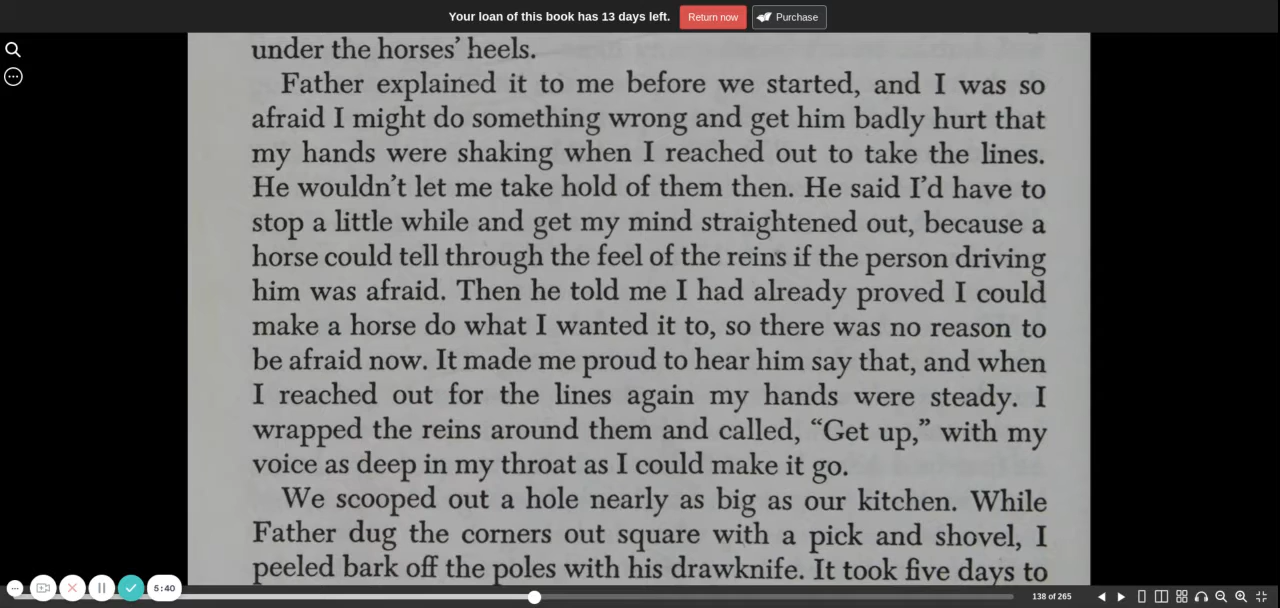 Your loan of this book has 13 days left. Return now Purchase
under the horses' heels.
Father explained it to me before we started, and I was so
afraid I might do something wrong and get him badly hurt that
my hands were shaking when I reached out to take the lines.
He wouldn't let me take hold of them then. He said I'd have to
stop a little while and get my mind straightened out, because a
horse could tell through the feel of the reins if the person driving
him was afraid. Then he told me I had already proved I could
make a horse do what I wanted it to, so there was no reason to
be afraid now. It made me proud to hear him say that, and when
I reached out for the lines again my hands were steady. I
wrapped the reins around them and called, “Get up,” with my
voice as deep in my throat as I could make it go.
We scooped out a hole nearly as big as our kitchen. While
Father dug the corners out square with a pick and shovel, I
peeled bark off the poles with his drawknife. It took five days to
5:40
138 of 265